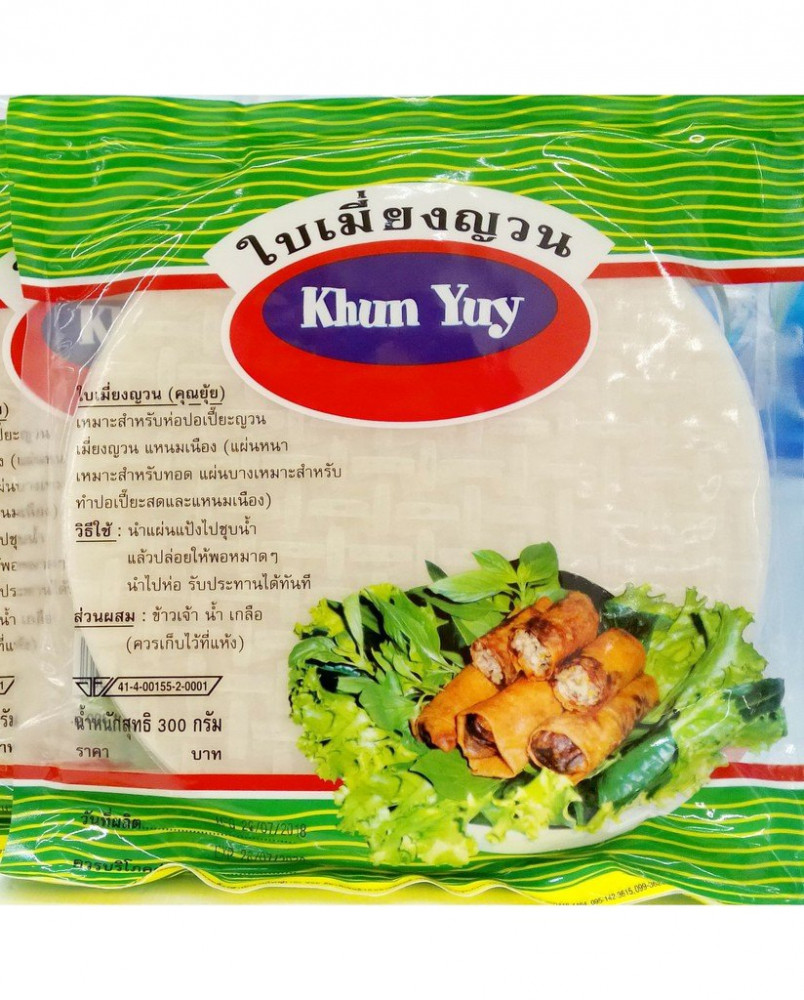 ใบเมี่ยงญวน
Khun Yuy
ใบเมี่ยงญวน (คุณยุ้ย)
เหมาะสำหรับห่อปอเปี๊ยะญวน
เมี่ยงญวน แหนมเนือง (แผ่นหนา
เหมาะสำหรับทอด แผ่นบางเหมาะสำหรับ
ทำปอเปี๊ยะสดและแหนมเนือง)
วิธีใช้ : นำแผ่นแป้งไปชุบน้ำ
แล้วปล่อยให้พอหมาดๆ
นำไปห่อ รับประทานได้ทันที
ส่วนผสม : ข้าวเจ้า น้ำ เกลือ
(ควรเก็บไว้ที่แห้ง)
41-4-00155-2-0001
น้ำหนักสุทธิ 300 กรัม
ราคา บาท
วันที่ผลิต 26/07/2018
ควรบริโภค